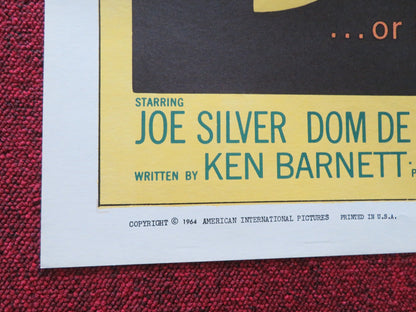 ...or
STARRING
JOE SILVER DOM DE
WRITTEN BY KEN BARNETT
COPYRIGHT © 1964 AMERICAN INTERNATIONAL PICTURES PRINTED IN U.S.A.